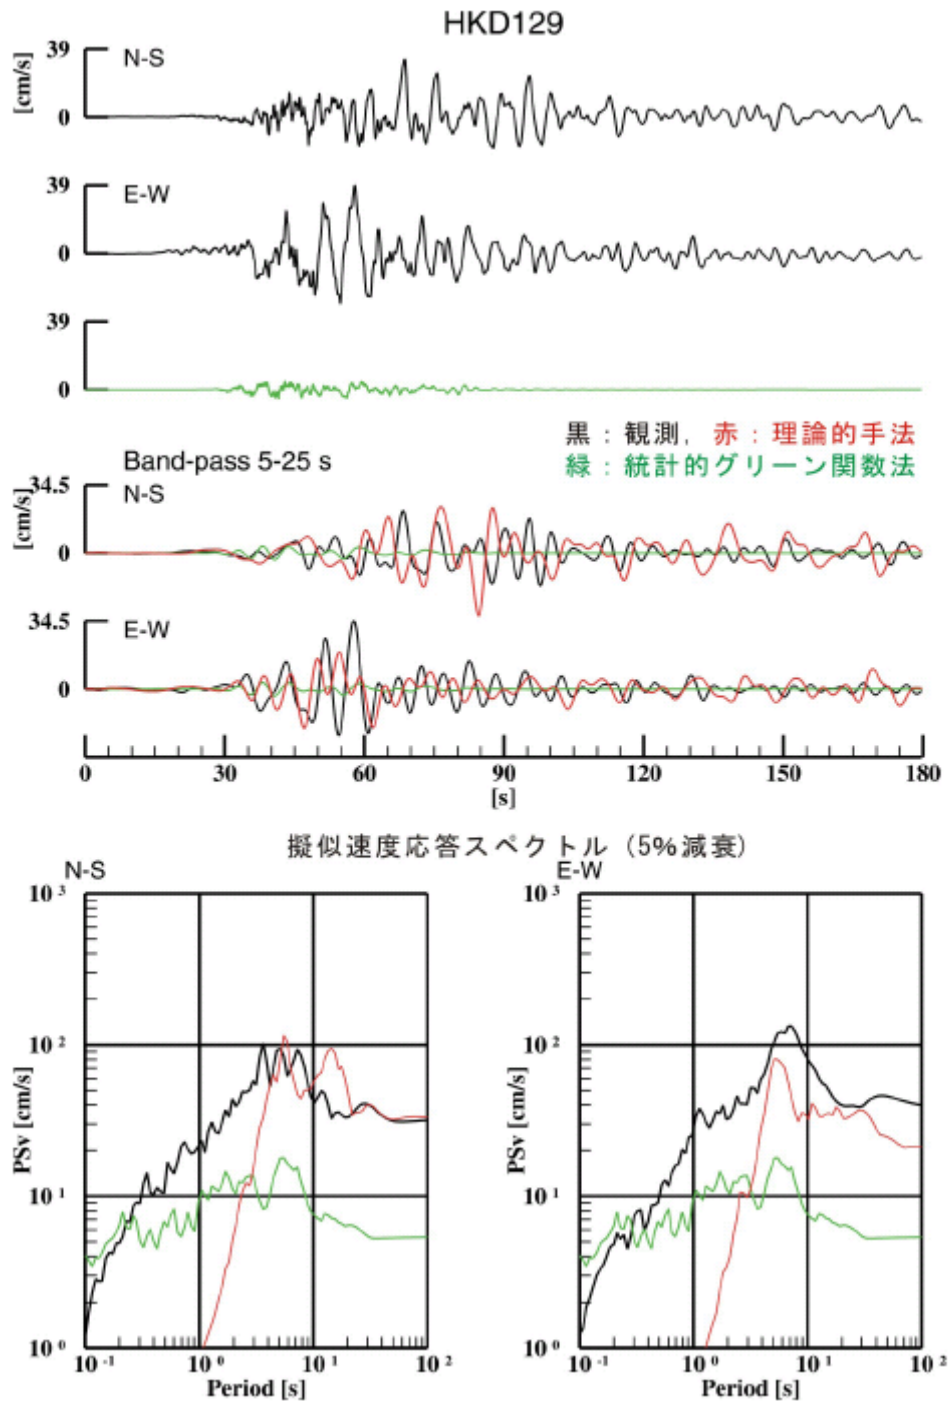 HKD129
39
N-S
[cm/s]
0
39
E-W
0
39
0
黒：観測，赤：理論的手法
緑：統計的グリーン関数法
Band-pass 5-25 s
34.5
N-S
[cm/s]
0
34.5
E-W
0
0 30 60 90 120 150 180
[s]
擬似速度応答スペクトル（5%減衰）
N-S
E-W
10 3
10 2
10 1
10 0
PSv [cm/s]
10 -1 10 0 10 1 10 2
Period [s]
10 3
10 2
10 1
10 0
PSv [cm/s]
10 -1 10 0 10 1 10 2
Period [s]